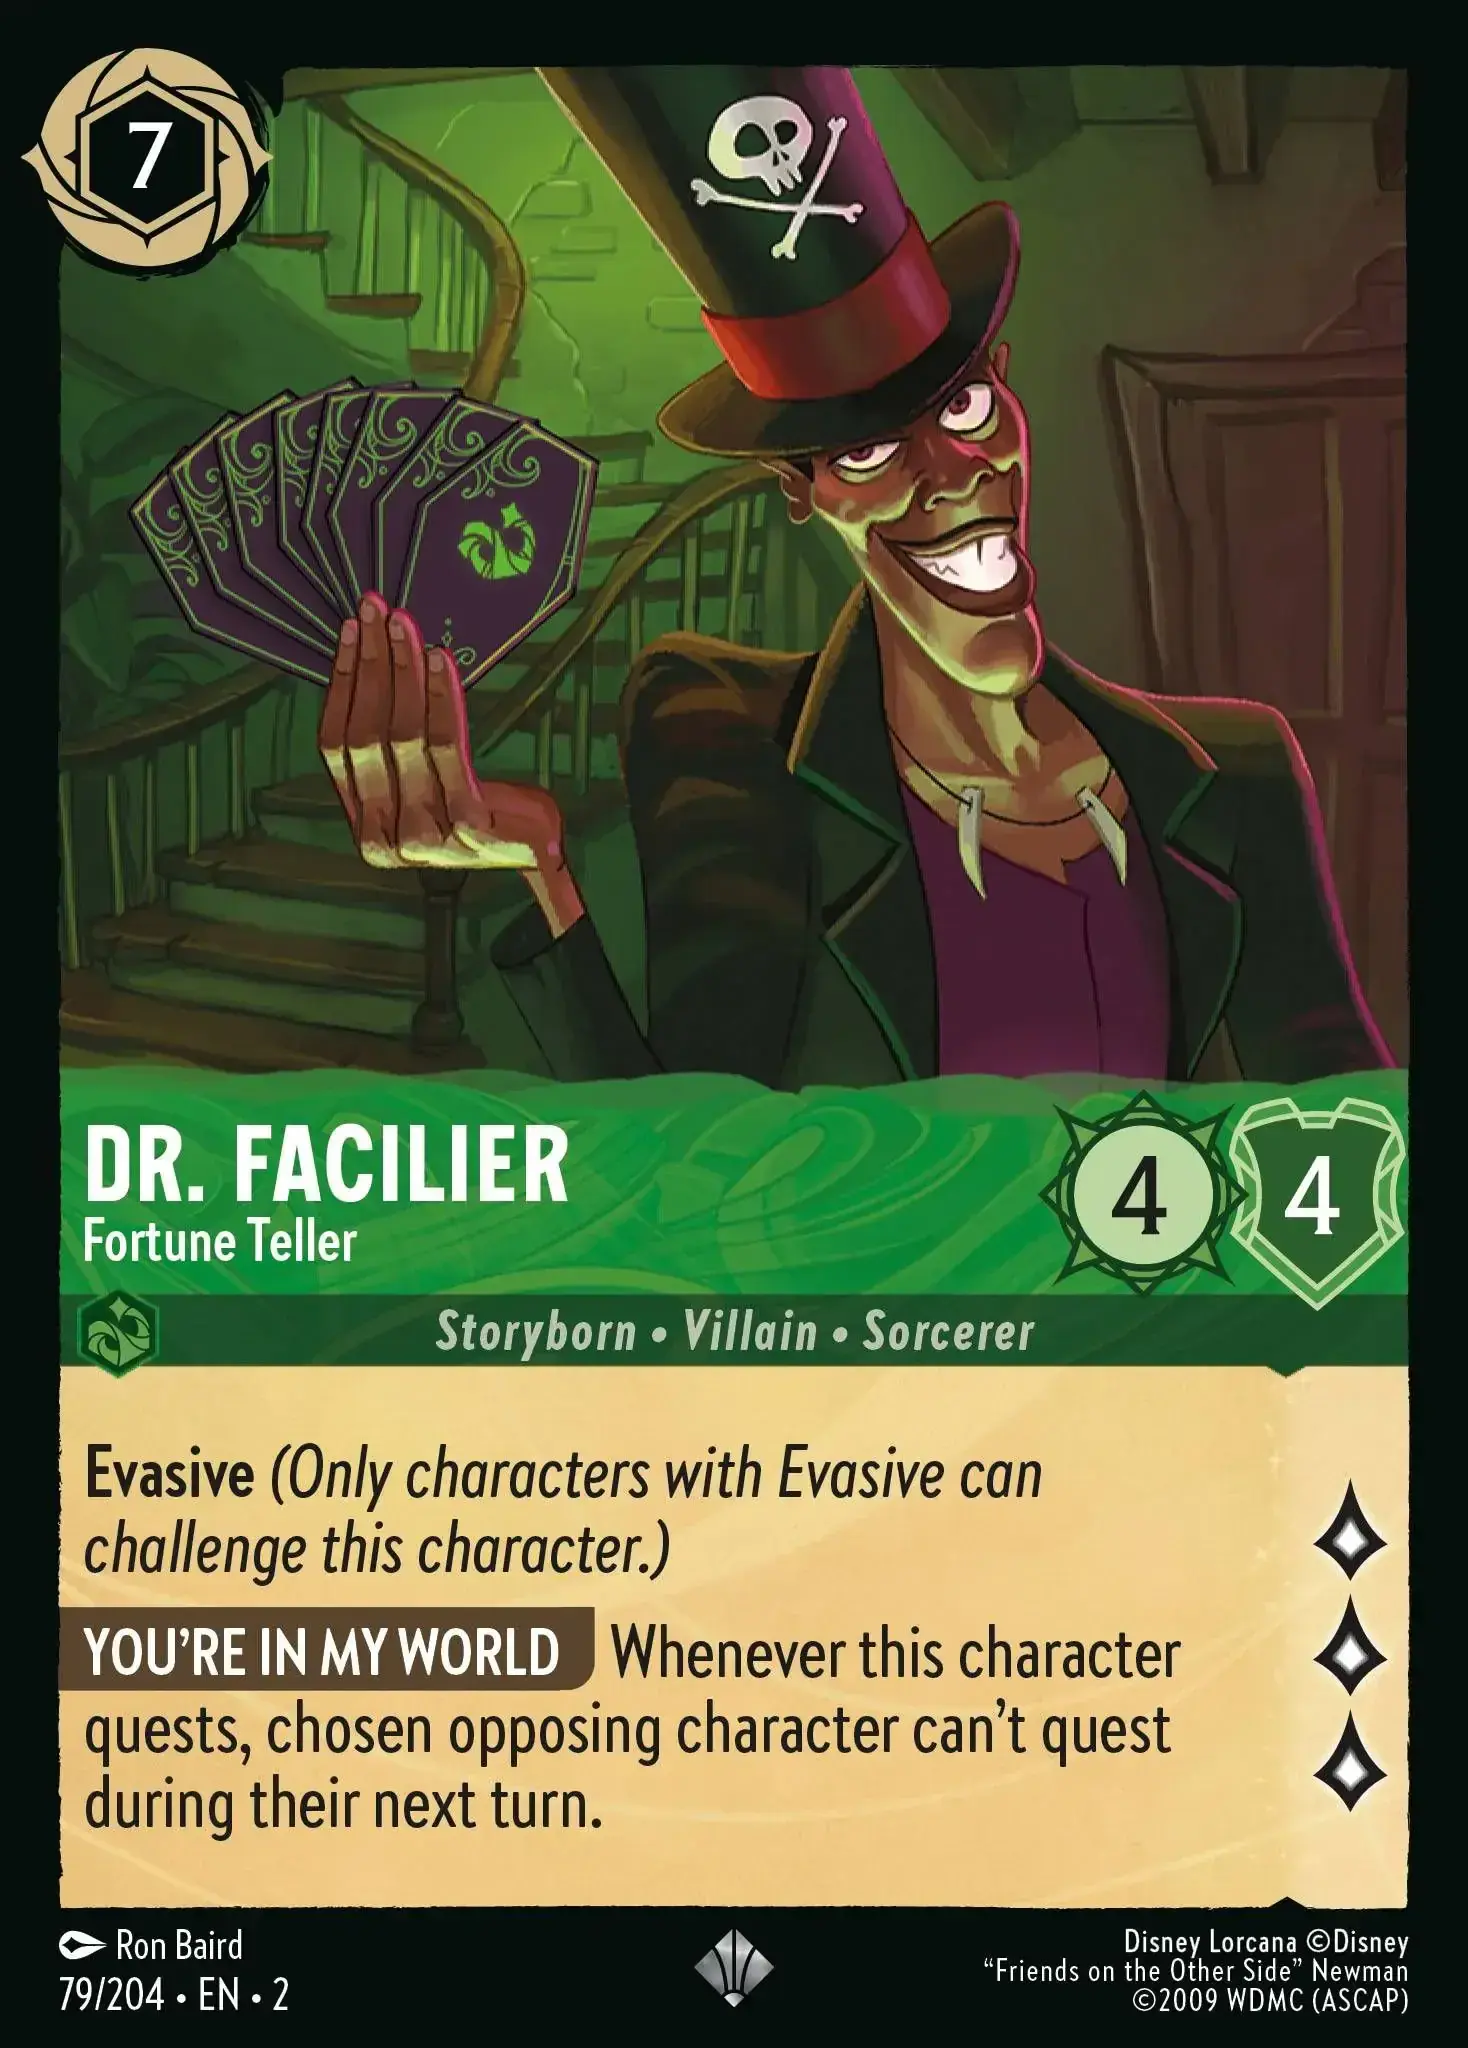 7
DR. FACILIER
Fortune Teller
4 4
Storyborn • Villain • Sorcerer
Evasive (Only characters with Evasive can
challenge this character.)
YOU’RE IN MY WORLD Whenever this character
quests, chosen opposing character can’t quest
during their next turn.
Ron Baird
79/204 • EN • 2
Disney Lorcana ©Disney
“Friends on the Other Side” Newman
©2009 WDMC (ASCAP)